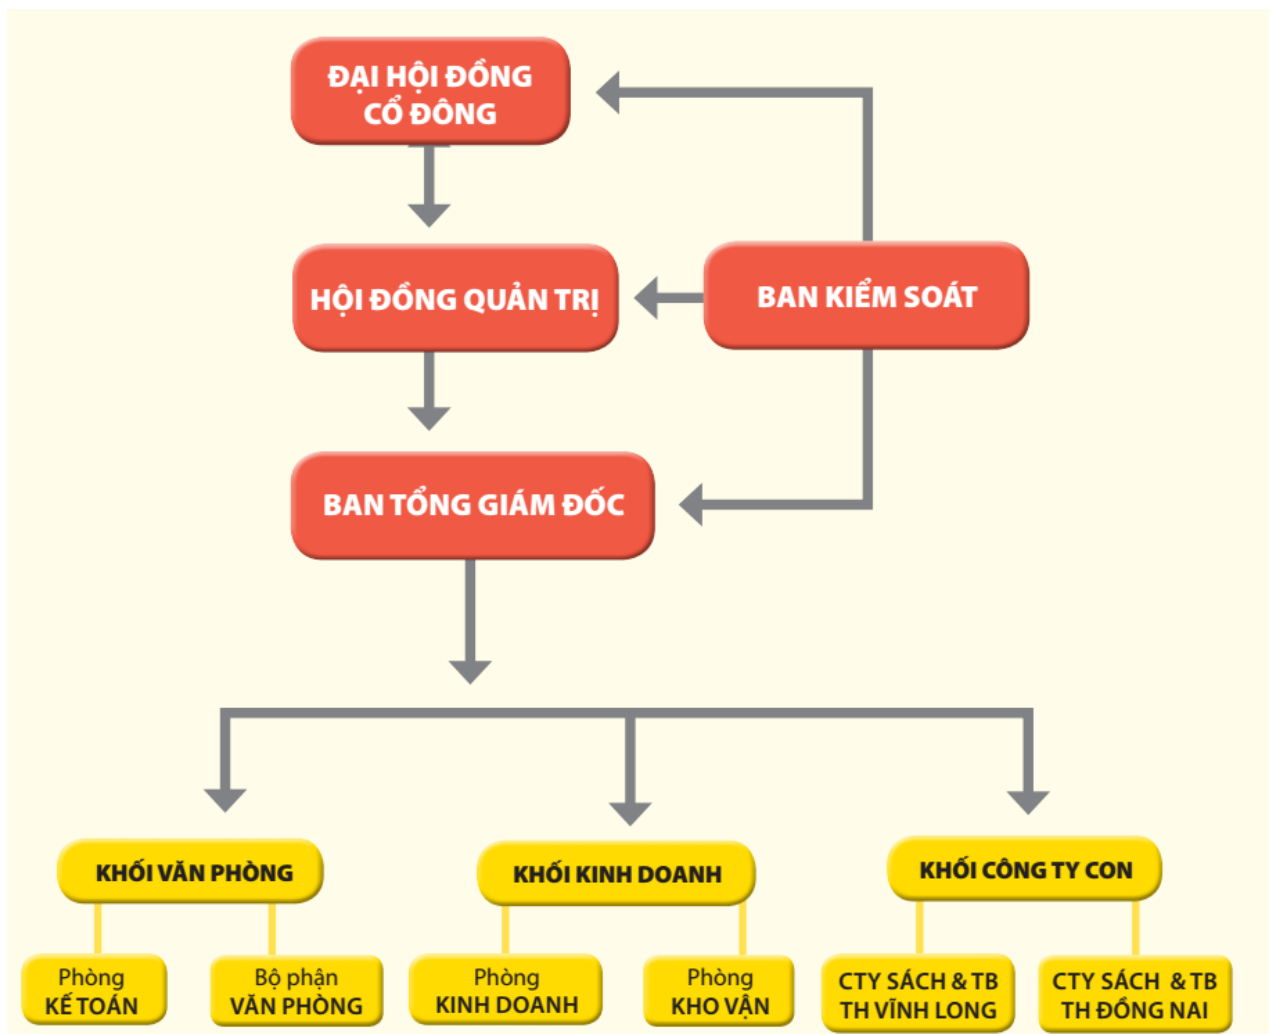 ĐẠI HỘI ĐỒNG
CỔ ĐÔNG
HỘI ĐỒNG QUẢN TRỊ
BAN KIỂM SOÁT
BAN TỔNG GIÁM ĐỐC
KHỐI VĂN PHÒNG
KHỐI KINH DOANH
KHỐI CÔNG TY CON
Phòng
KẾ TOÁN
Bộ phận
VĂN PHÒNG
Phòng
KINH DOANH
Phòng
KHO VẬN
CTY SÁCH & TB
TH VĨNH LONG
CTY SÁCH & TB
TH ĐỒNG NAI